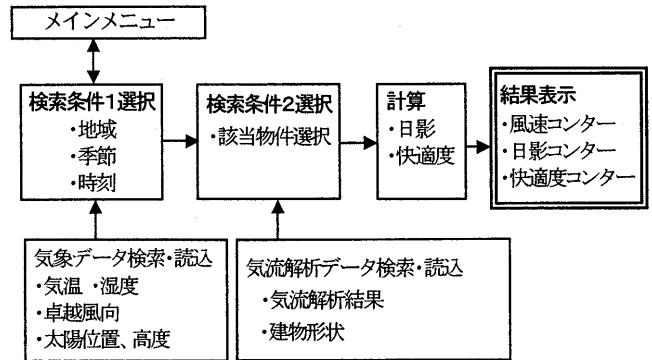 メインメニュー
検索条件1選択
・地域
・季節
・時刻
検索条件2選択
・該当物件選択
計算
・日影
・快適度
結果表示
・風速コンター
・日影コンター
・快適度コンター
気象データ検索・読込
・気温 ・湿度
・卓越風向
・太陽位置、高度
気流解析データ検索・読込
・気流解析結果
・建物形状